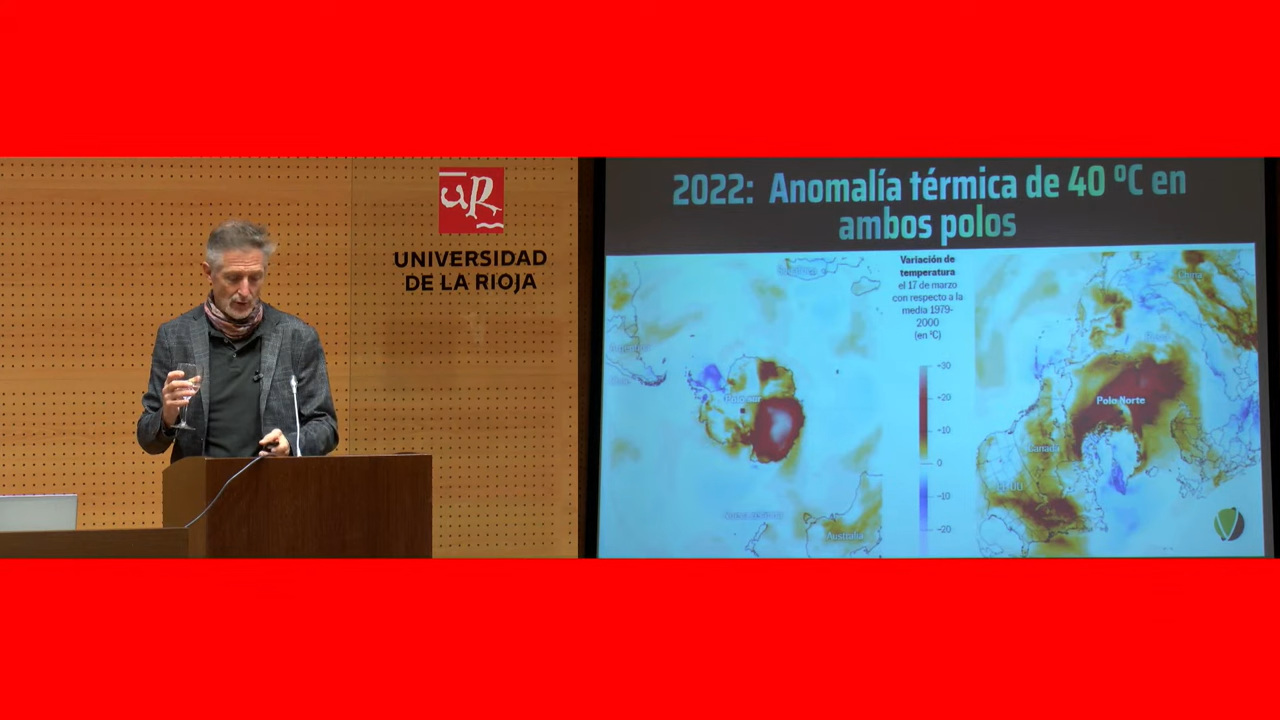 uR
UNIVERSIDAD
DE LA RIOJA
2022: Anomalía térmica de 40 ºC en
ambos polos
Variación de
temperatura
el 17 de marzo
con respecto a la
media 1979-
2000
(en °C)
+30
+20
+10
0
-10
-20
Polo Norte
Canadá
Australia